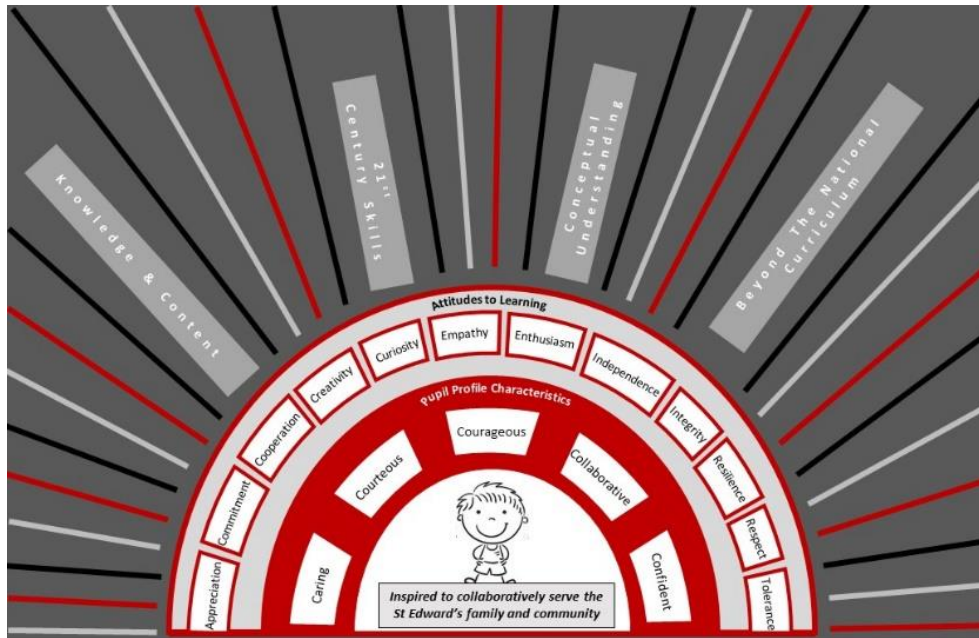 Knowledge & Content
21st
Century Skills
Conceptual
Understanding
Beyond The National
Curriculum
Attitudes to Learning
Appreciation
Commitment
Cooperation
Creativity
Curiosity
Empathy
Enthusiasm
Independence
Integrity
Resilience
Respect
Tolerance
Pupil Profile Characteristics
Caring
Courteous
Courageous
Collaborative
Confident
Inspired to collaboratively serve the
St Edward's family and community